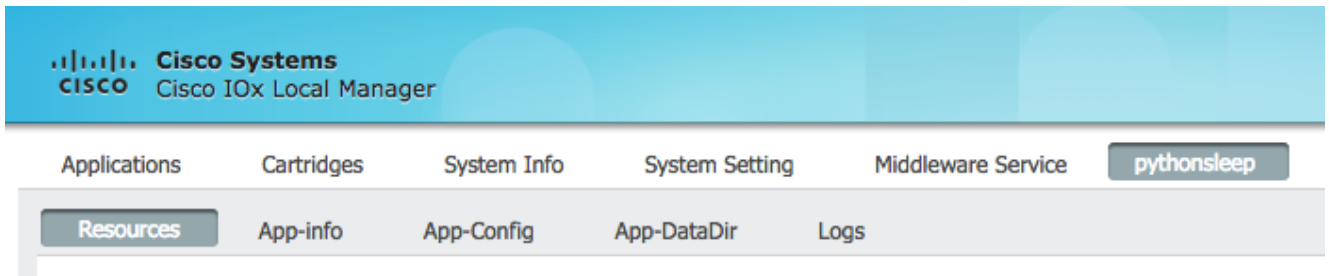 Cisco Systems
CISCO Cisco IOx Local Manager
Applications Cartridges System Info System Setting Middleware Service pythonsleep
Resources App-info App-Config App-DataDir Logs